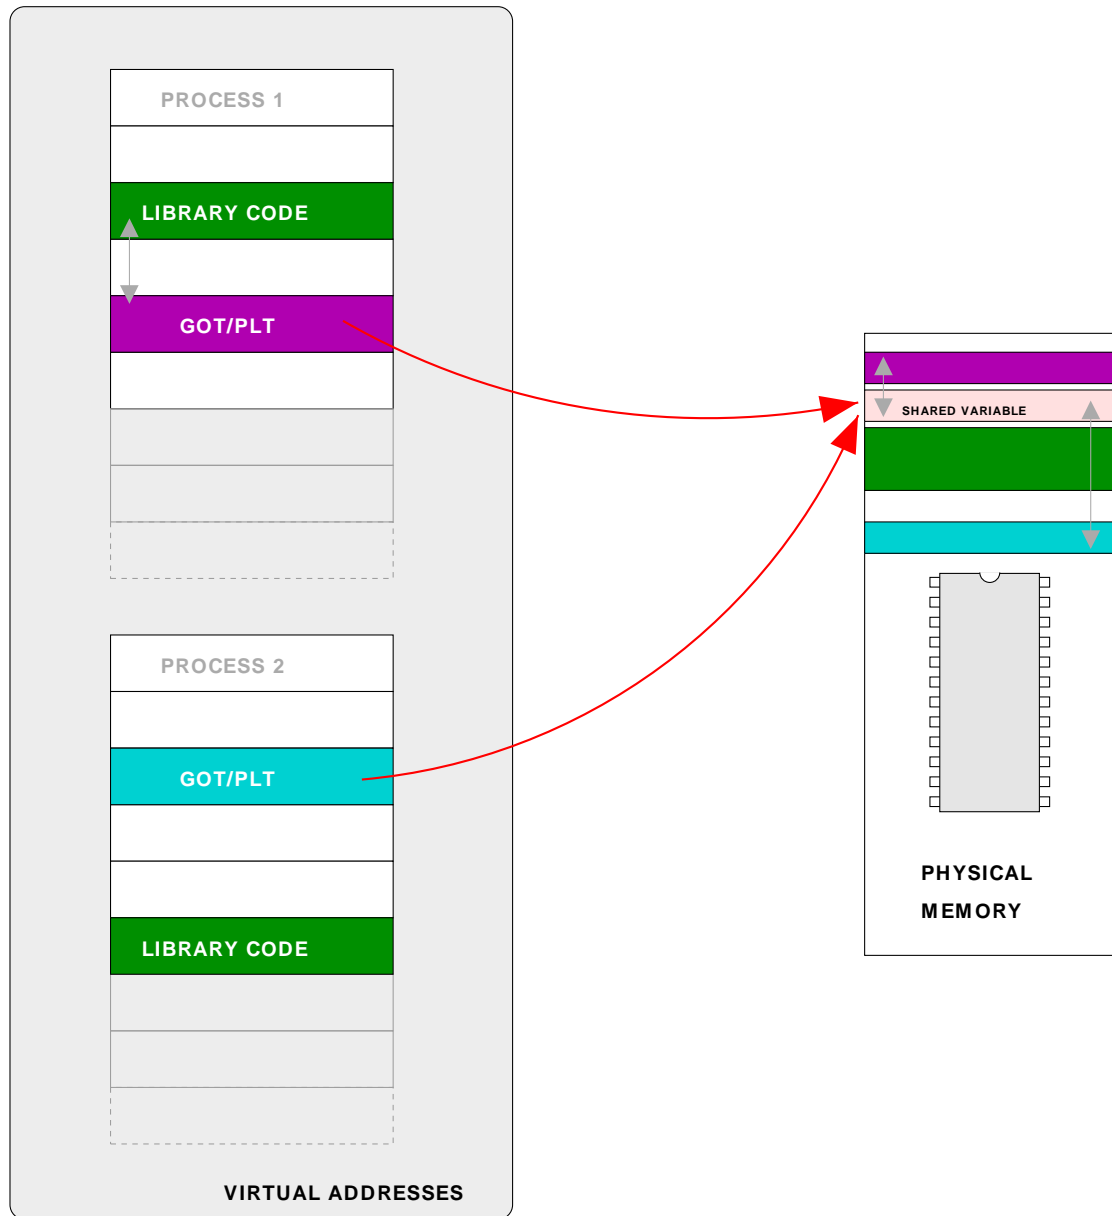 PROCESS 1
LIBRARY CODE
GOT/PLT
SHARED VARIABLE
PROCESS 2
GOT/PLT
LIBRARY CODE
PHYSICAL
MEMORY
VIRTUAL ADDRESSES